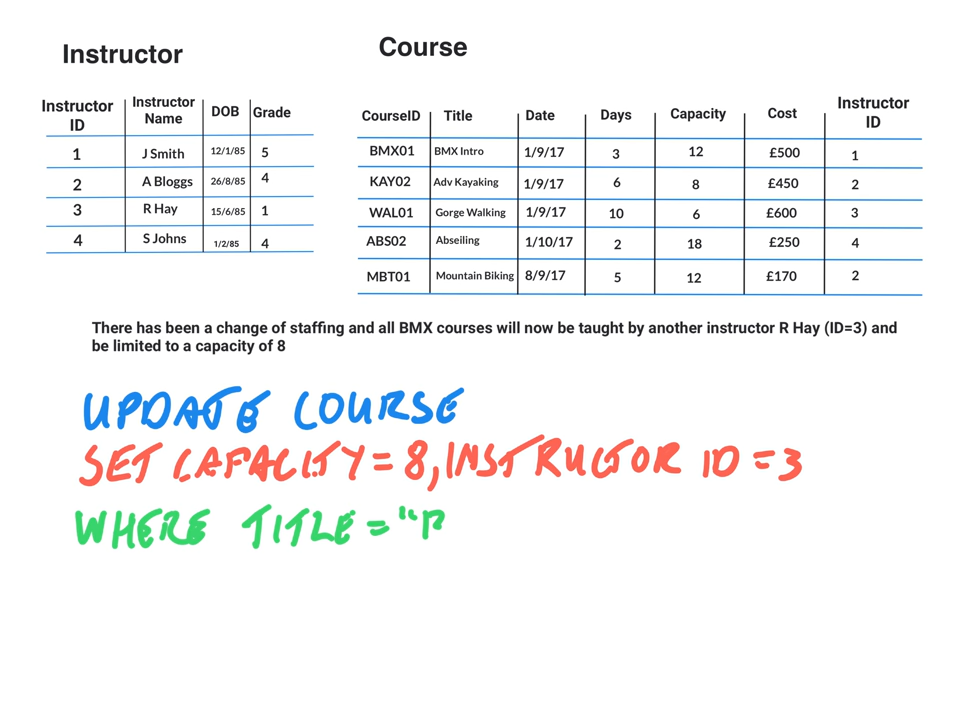 Instructor
Course
Instructor ID Instructor Name DOB Grade
1 J Smith 12/1/85 5
2 A Bloggs 26/8/85 4
3 R Hay 15/6/85 1
4 S Johns 1/2/85 4
CourseID Title Date Days Capacity Cost Instructor ID
BMX01 BMX Intro 1/9/17 3 12 £500 1
KAY02 Adv Kayaking 1/9/17 6 8 £450 2
WAL01 Gorge Walking 1/9/17 10 6 £600 3
ABS02 Abseiling 1/10/17 2 18 £250 4
MBT01 Mountain Biking 8/9/17 5 12 £170 2
There has been a change of staffing and all BMX courses will now be taught by another instructor R Hay (ID=3) and
be limited to a capacity of 8
UPDATE COURSE
SET CAPACITY=8,INSTRUCTOR ID=3
WHERE TITLE="